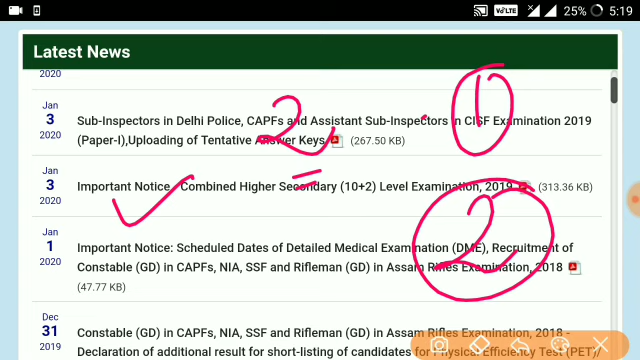 25% 5:19
VoLTE
Latest News
2020
Jan
3
2020
Sub-Inspectors in Delhi Police, CAPFs and Assistant Sub-Inspectors in CISF Examination 2019
(Paper-I),Uploading of Tentative Answer Keys (267.50 KB)
2
1
Jan
3
2020
Important Notice - Combined Higher Secondary (10+2) Level Examination, 2019 (313.36 KB)
Jan
1
2020
Important Notice: Scheduled Dates of Detailed Medical Examination (DME), Recruitment of
Constable (GD) in CAPFs, NIA, SSF and Rifleman (GD) in Assam Rifles Examination, 2018
(47.77 KB)
2
Dec
31
2019
Constable (GD) in CAPFs, NIA, SSF and Rifleman (GD) in Assam Rifles Examination, 2018 -
Declaration of additional result for short-listing of candidates for Physical Efficiency Test (PET)/